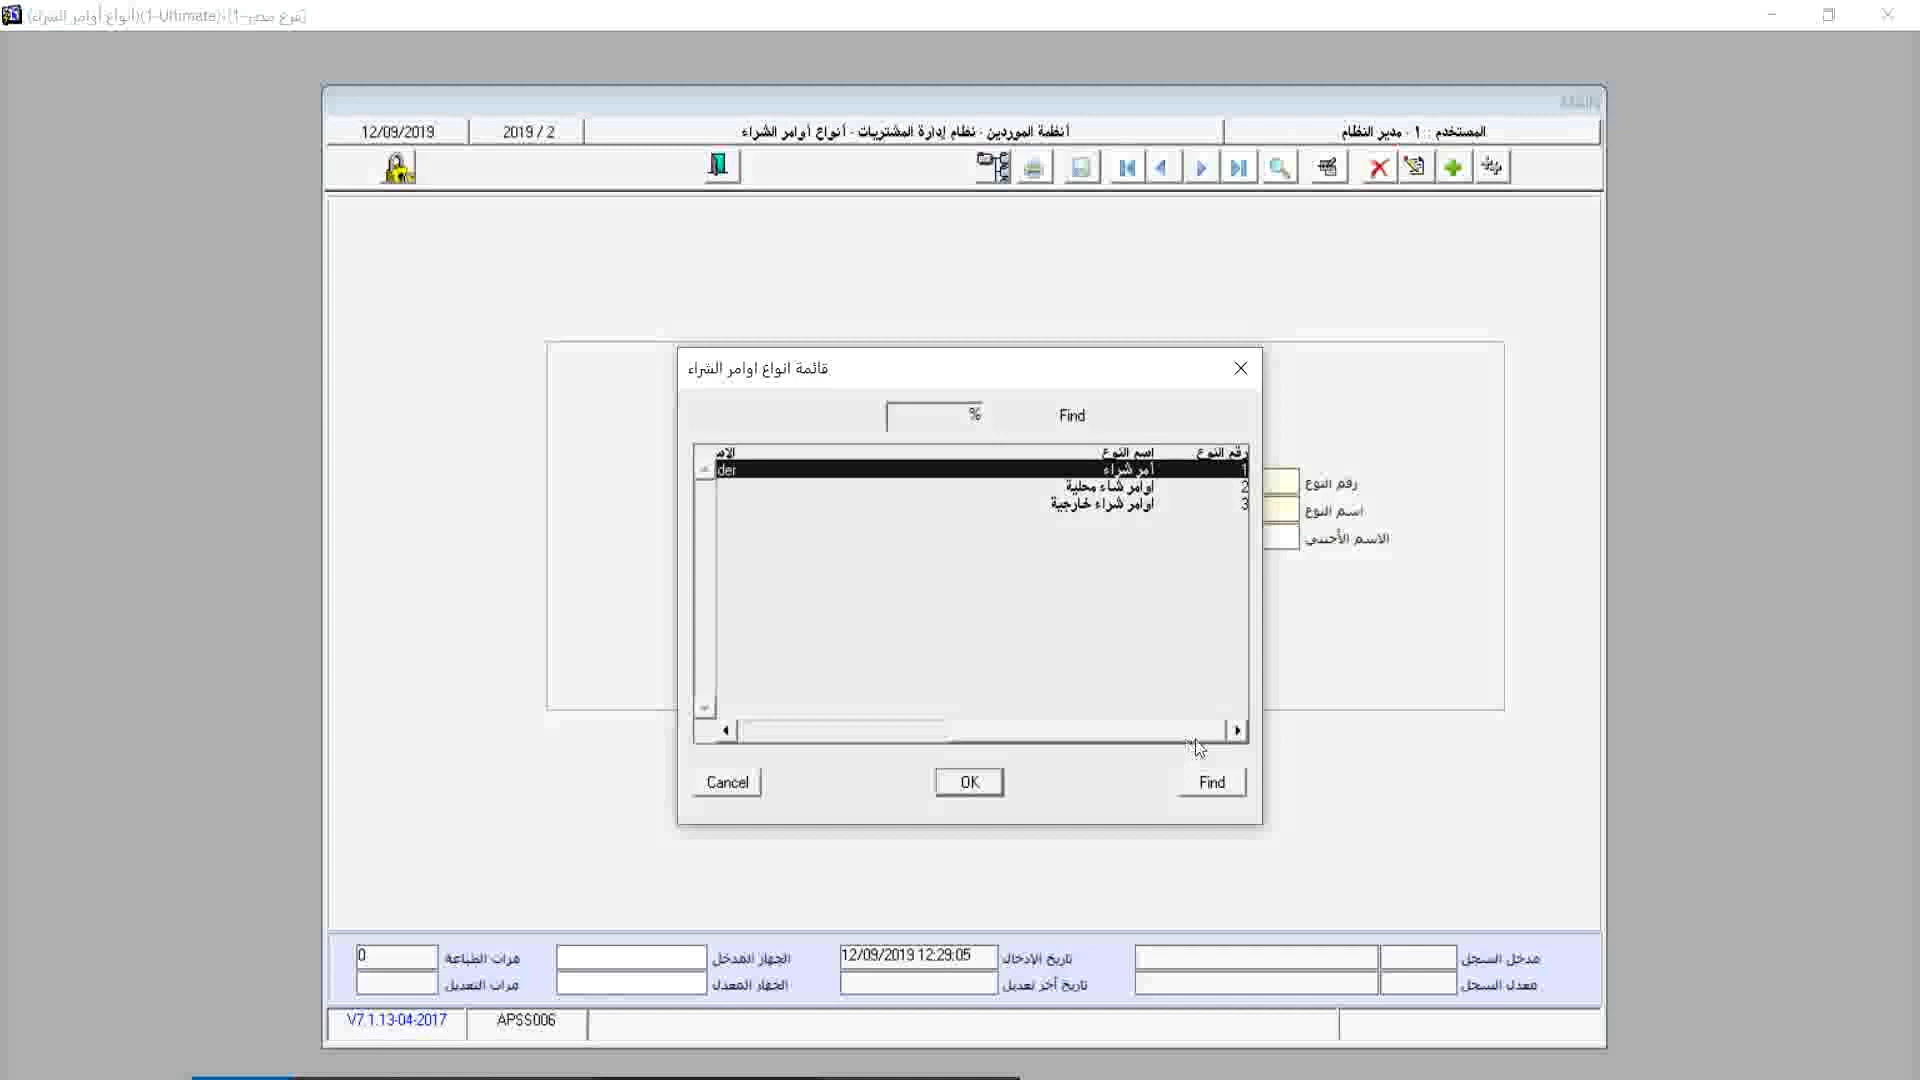 (فرع مصر-1)،(1-Ultimate)(أنواع أوامر الشراء)
MAIN
المستخدم : ١ - مدير النظام
أنظمة الموردين - نظام إدارة المشتريات - أنواع أوامر الشراء
2019 / 2
12/09/2019
قائمة انواع اوامر الشراء
Find
%
رقم النوع اسم النوع الإس
1 أمر شراء der
2 اوامر شاء محلية
3 اوامر شراء خارجية
Find
OK
Cancel
رقم النوع
اسم النوع
الاسم الأجنبي
مدخل السجل تاريخ الإدخال 12/09/2019 12:29:05 الجهاز المدخل مرات الطباعة 0
معدل السجل تاريخ آخر تعديل الجهاز المعدل مرات التعديل
V7.1.13-04-2017
APSS006